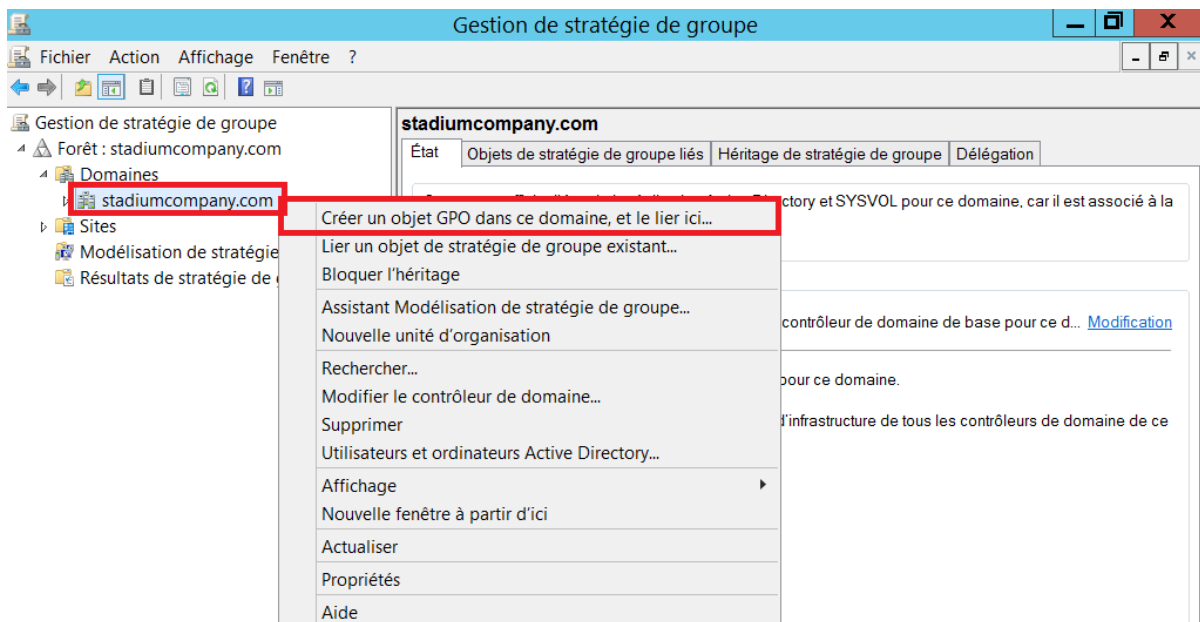 Gestion de stratégie de groupe
Fichier Action Affichage Fenêtre ?
Gestion de stratégie de groupe
Forêt : stadiumcompany.com
Domaines
stadiumcompany.com
Sites
Modélisation de stratégie
Résultats de stratégie de
stadiumcompany.com
État
Objets de stratégie de groupe liés
Héritage de stratégie de groupe
Délégation
ctory et SYSVOL pour ce domaine, car il est associé à la
contrôleur de domaine de base pour ce d... Modification
pour ce domaine.
d'infrastructure de tous les contrôleurs de domaine de ce
Créer un objet GPO dans ce domaine, et le lier ici...
Lier un objet de stratégie de groupe existant...
Bloquer l'héritage
Assistant Modélisation de stratégie de groupe...
Nouvelle unité d'organisation
Rechercher...
Modifier le contrôleur de domaine...
Supprimer
Utilisateurs et ordinateurs Active Directory...
Affichage
Nouvelle fenêtre à partir d'ici
Actualiser
Propriétés
Aide